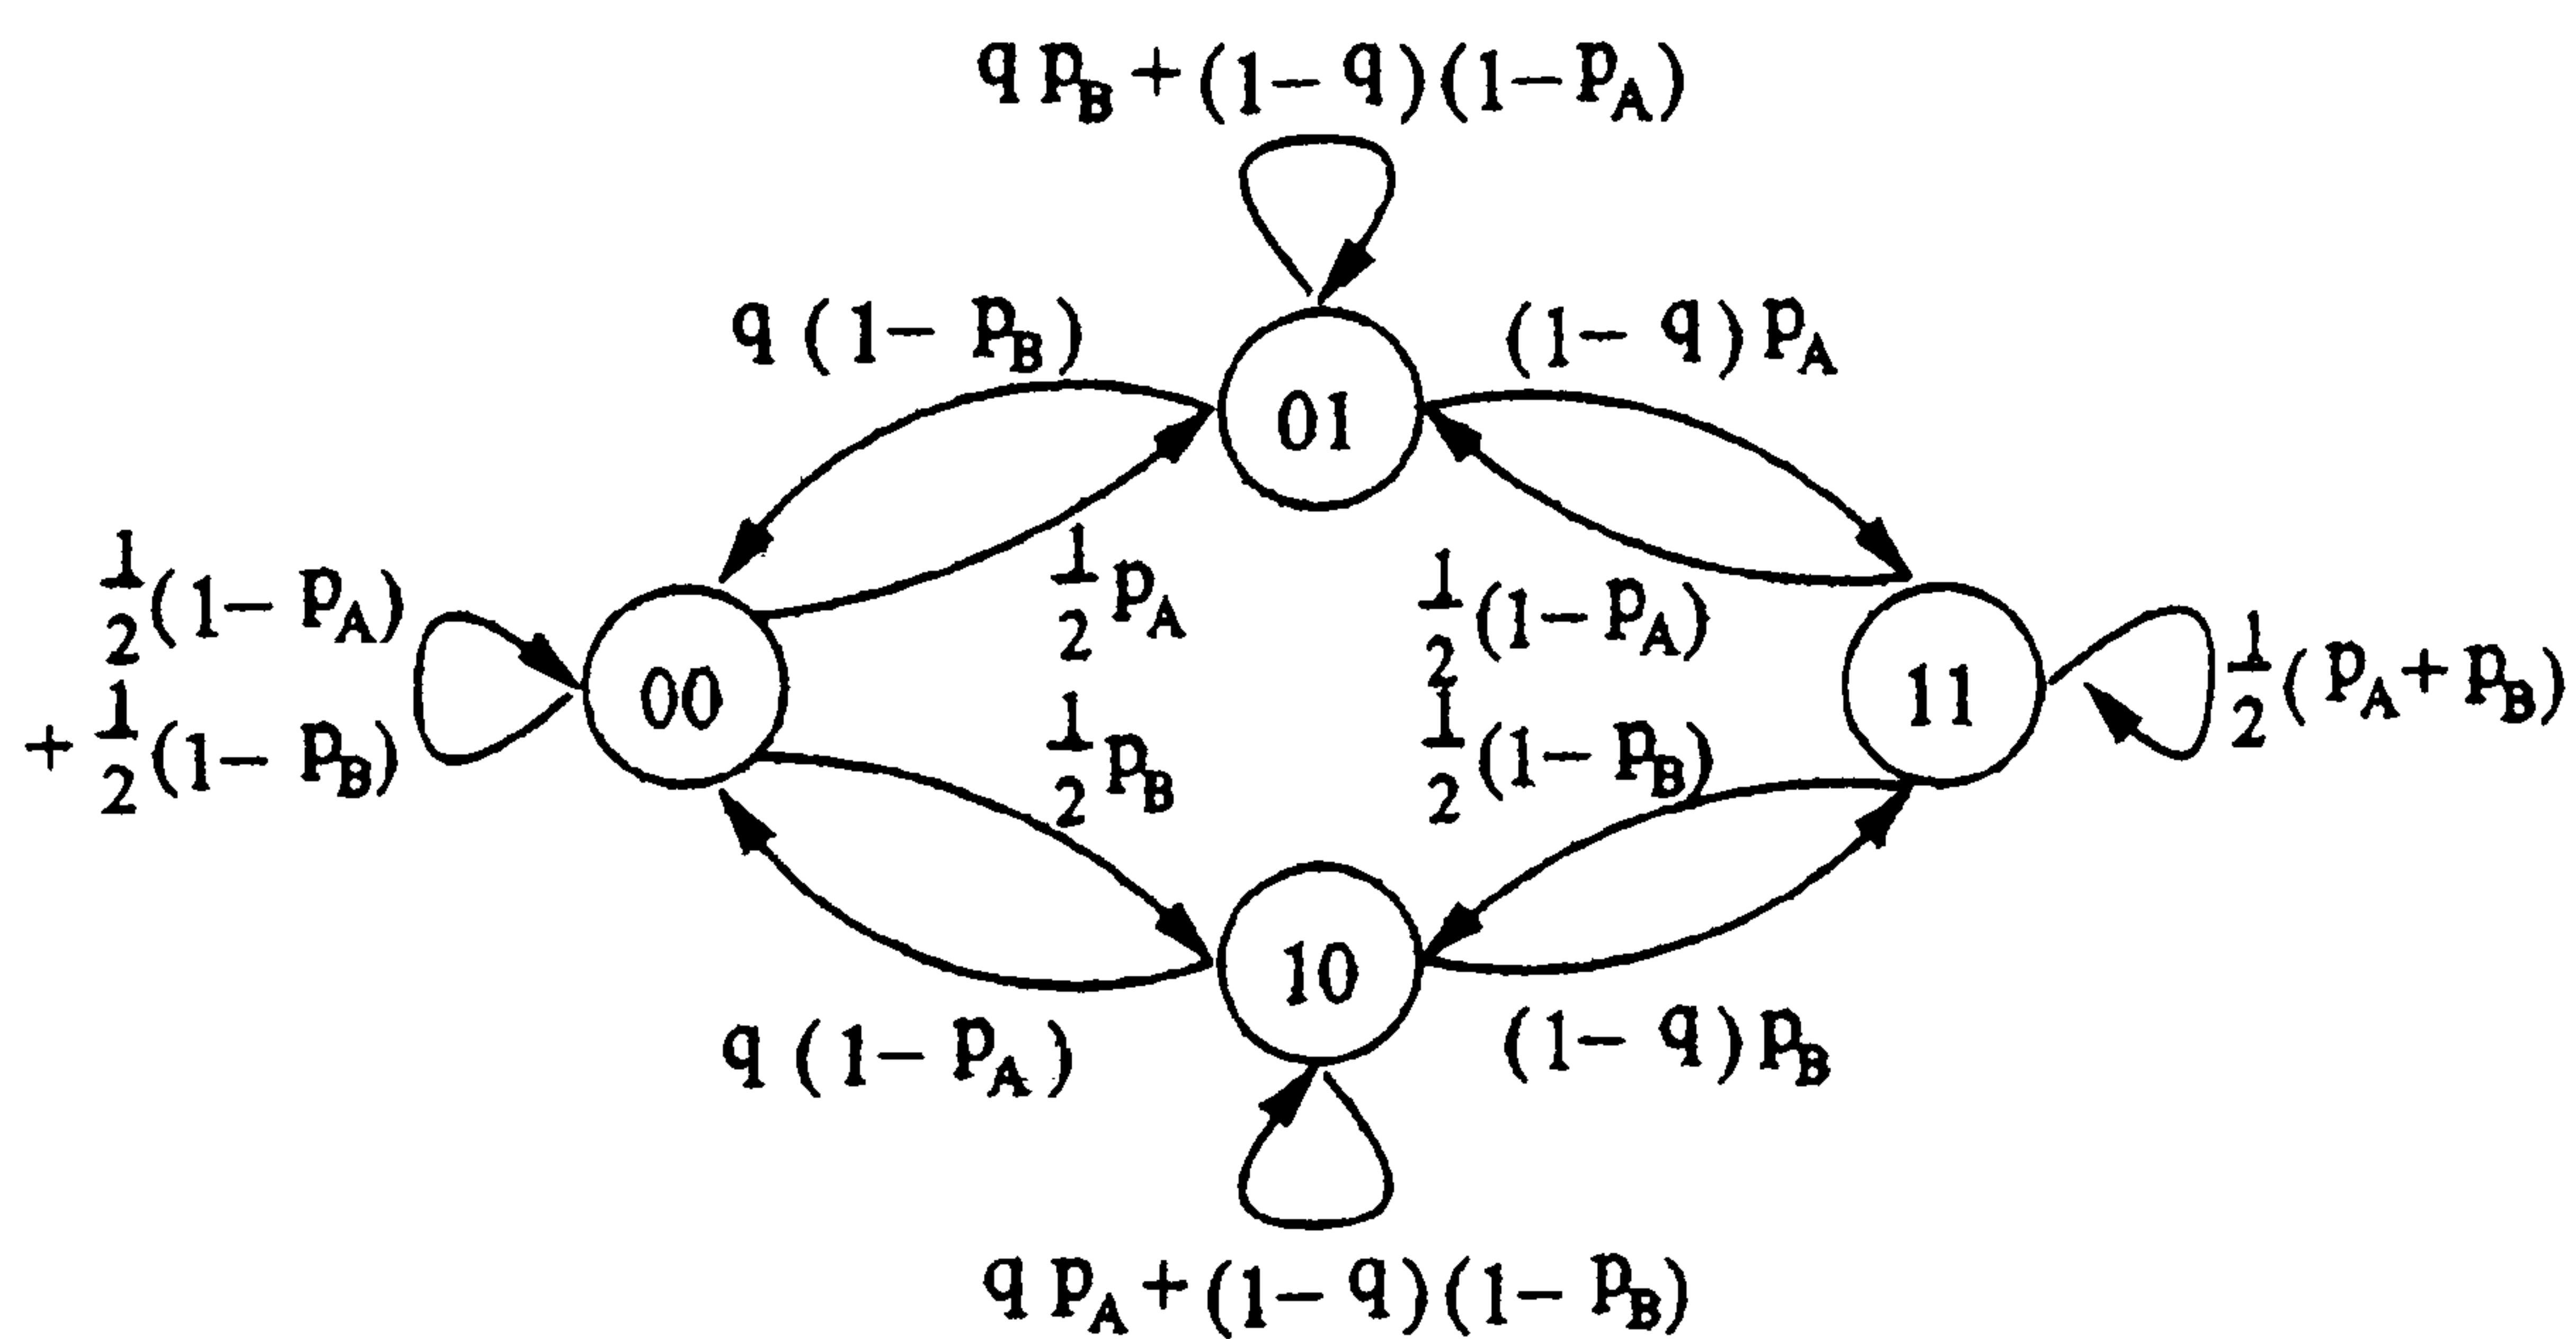 q p_B + (1− q)(1− p_A)
q (1− p_B)
(1− q) p_A
01
1/2 (1− p_A)
+ 1/2 (1− p_B)
00
1/2 p_A
1/2 p_B
1/2 (1− p_A)
1/2 (1− p_B)
11
1/2 ( p_A + p_B)
10
q (1− p_A)
(1− q) p_B
q p_A + (1− q)(1− p_B)